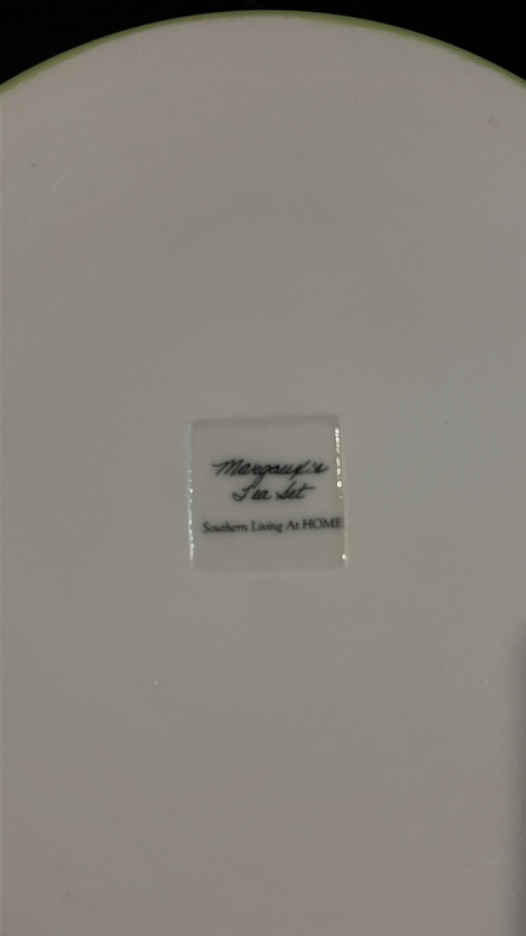 Margaux's
Tea Set
Southern Living At HOME